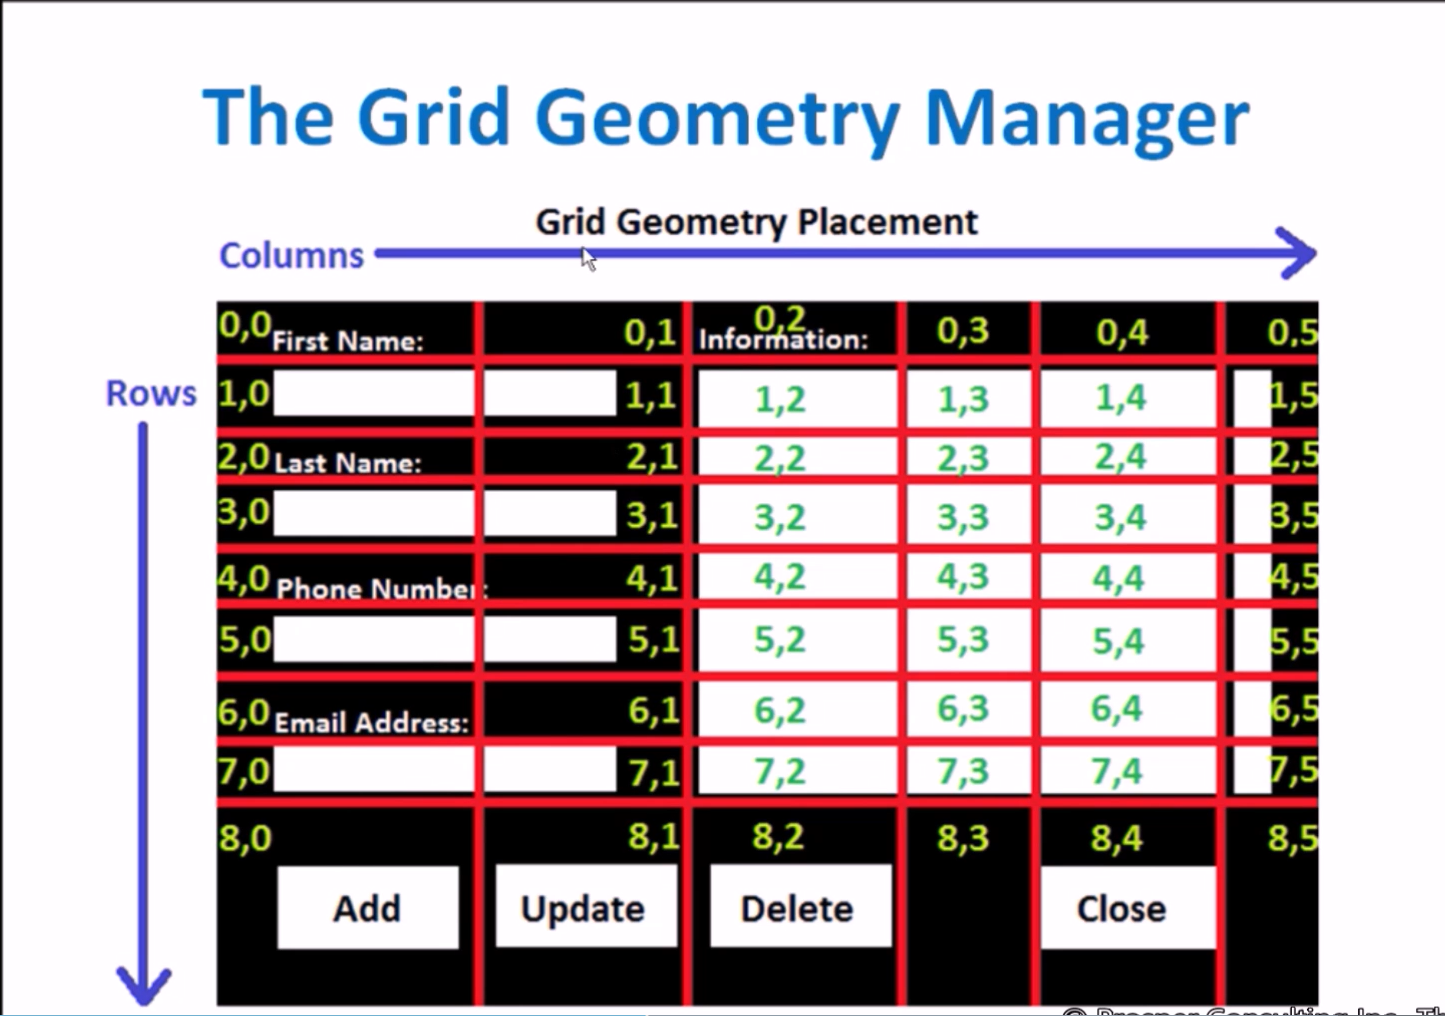 The Grid Geometry Manager
Grid Geometry Placement
Columns
Rows
0,0 First Name: 0,1 Information: 0,2 0,3 0,4 0,5
1,0 1,1 1,2 1,3 1,4 1,5
2,0 Last Name: 2,1 2,2 2,3 2,4 2,5
3,0 3,1 3,2 3,3 3,4 3,5
4,0 Phone Number: 4,1 4,2 4,3 4,4 4,5
5,0 5,1 5,2 5,3 5,4 5,5
6,0 Email Address: 6,1 6,2 6,3 6,4 6,5
7,0 7,1 7,2 7,3 7,4 7,5
8,0 8,1 8,2 8,3 8,4 8,5
Add Update Delete Close